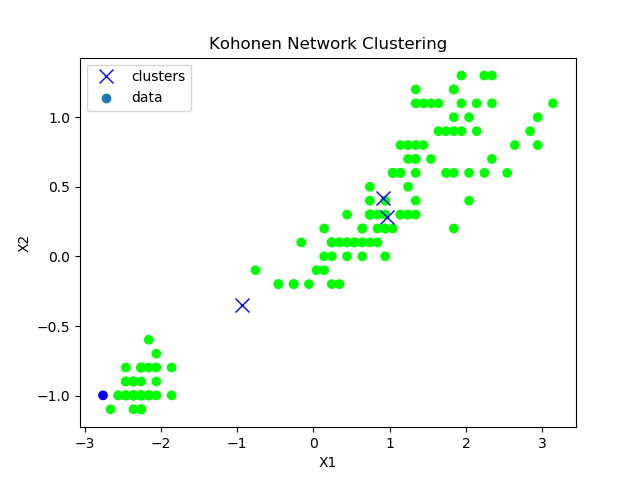 Kohonen Network Clustering
clusters
data
X2
1.0
0.5
0.0
−0.5
−1.0
−3 −2 −1 0 1 2 3
X1